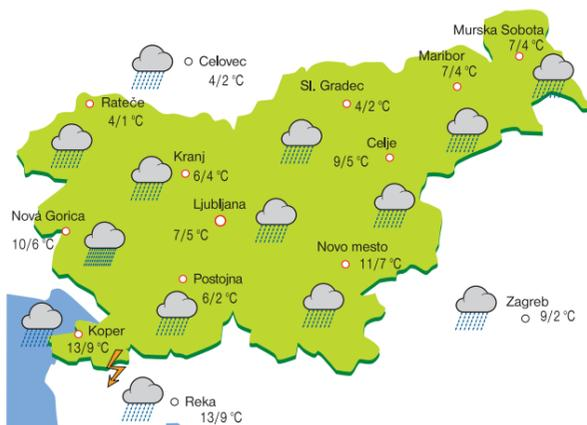 Murska Sobota
7/4 °C
Maribor
7/4 °C
Celovec
4/2 °C
Sl. Gradec
4/2 °C
Rateče
4/1 °C
Celje
9/5 °C
Kranj
6/4 °C
Ljubljana
7/5 °C
Nova Gorica
10/6 °C
Novo mesto
11/7 °C
Postojna
6/2 °C
Zagreb
9/2 °C
Koper
13/9 °C
Reka
13/9 °C